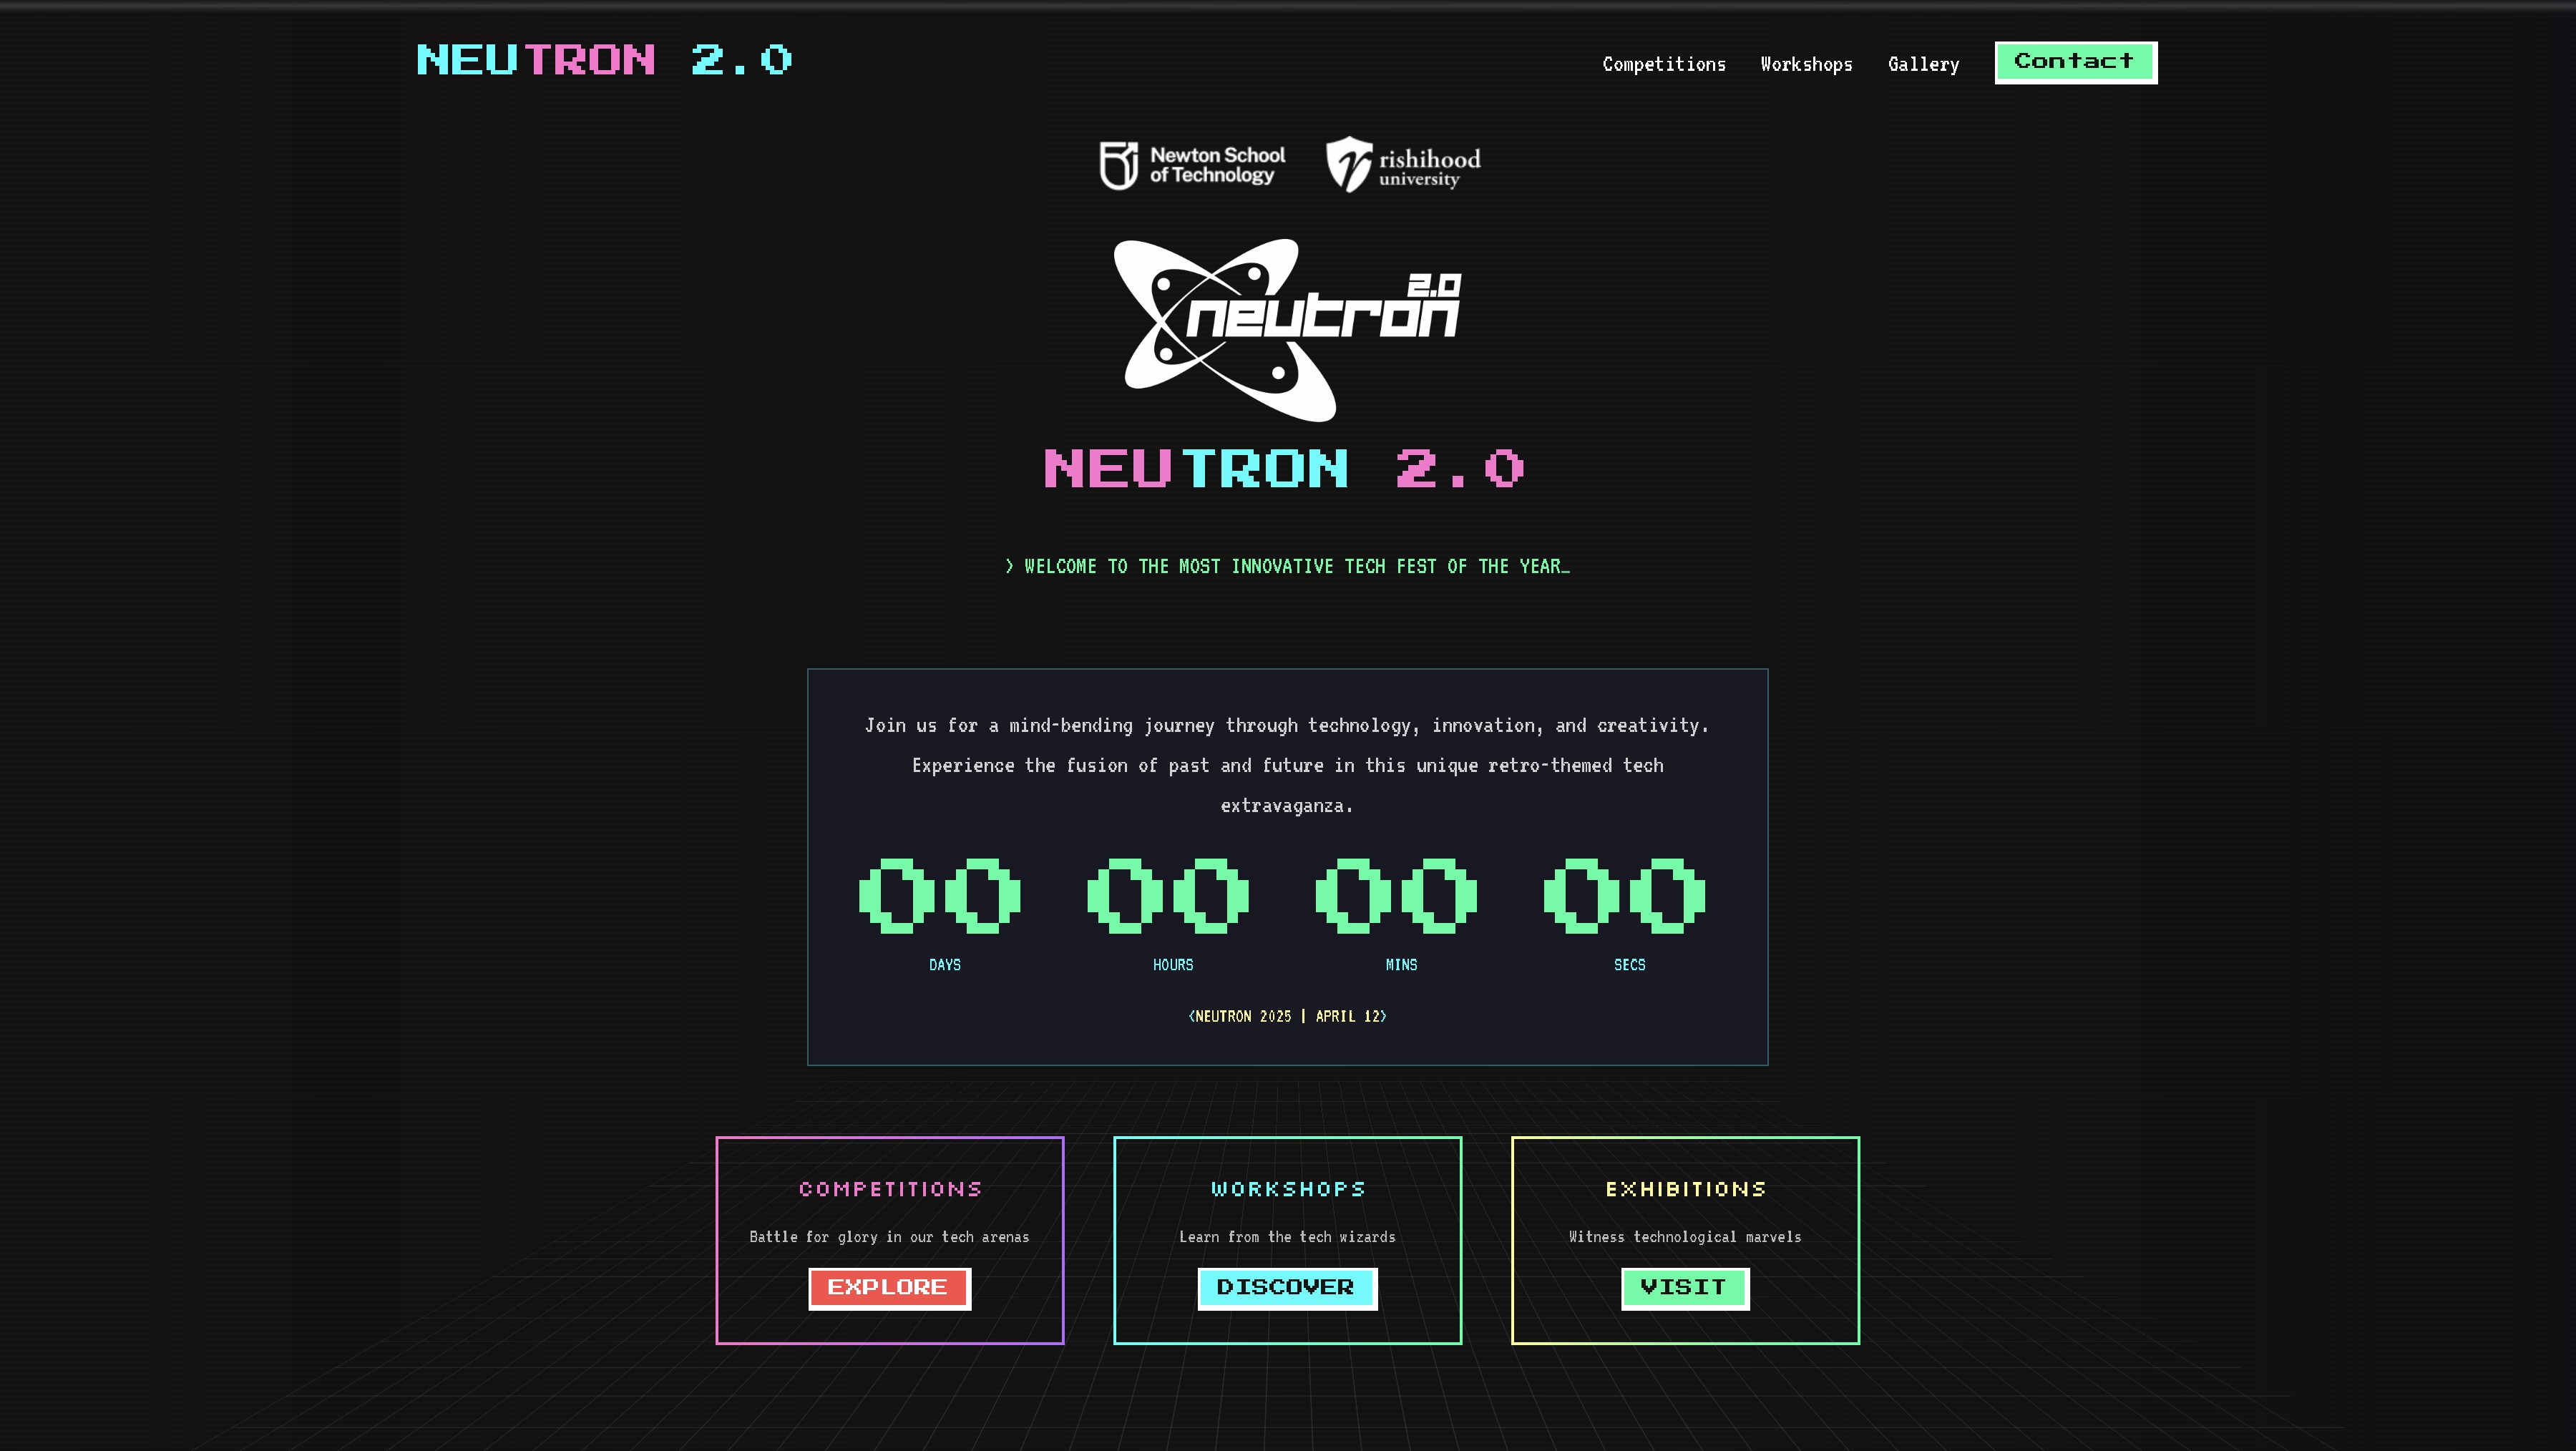 NEUTRON 2.0
Competitions
Workshops
Gallery
Contact
Newton School
of Technology
rishihood
university
neutron 2.0
NEUTRON 2.0
> WELCOME TO THE MOST INNOVATIVE TECH FEST OF THE YEAR_
Join us for a mind-bending journey through technology, innovation, and creativity.
Experience the fusion of past and future in this unique retro-themed tech
extravaganza.
00 00 00 00
DAYS HOURS MINS SECS
<NEUTRON 2025 | APRIL 12>
COMPETITIONS
Battle for glory in our tech arenas
EXPLORE
WORKSHOPS
Learn from the tech wizards
DISCOVER
EXHIBITIONS
Witness technological marvels
VISIT